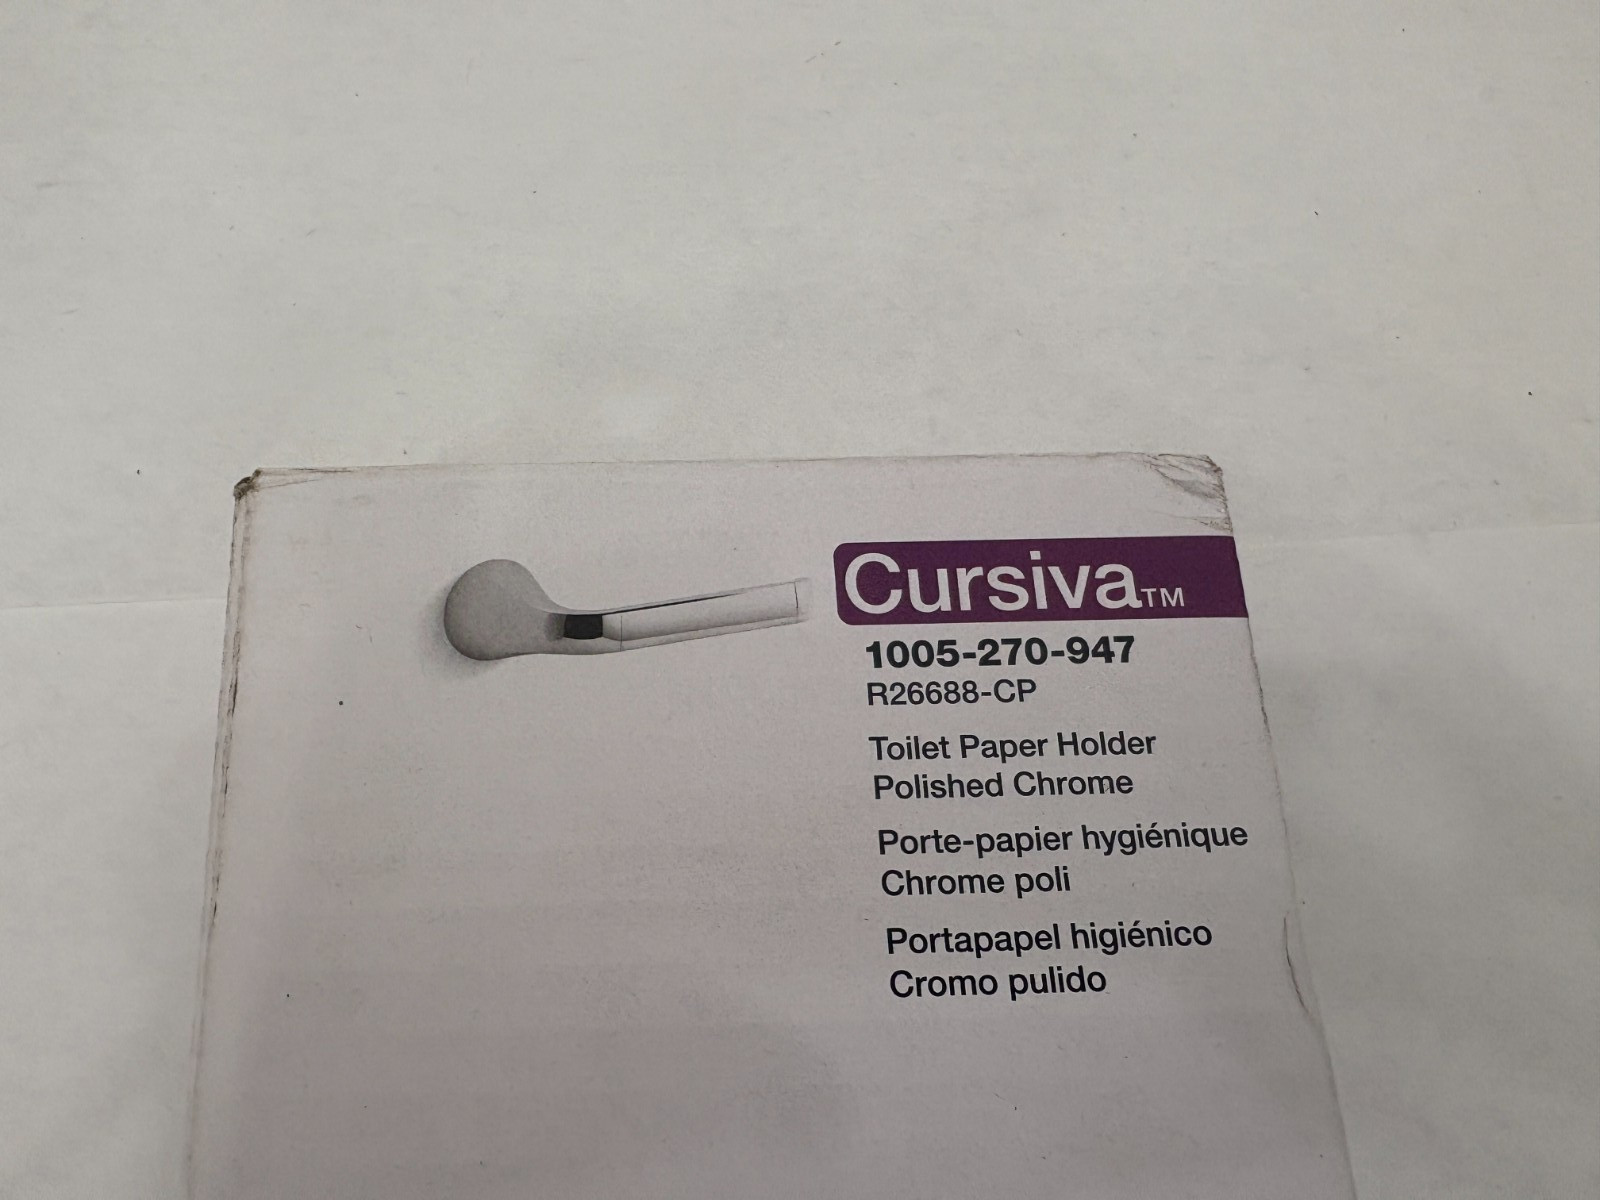 Cursiva™
1005-270-947
R26688-CP
Toilet Paper Holder
Polished Chrome
Porte-papier hygiénique
Chrome poli
Portapapel higiénico
Cromo pulido